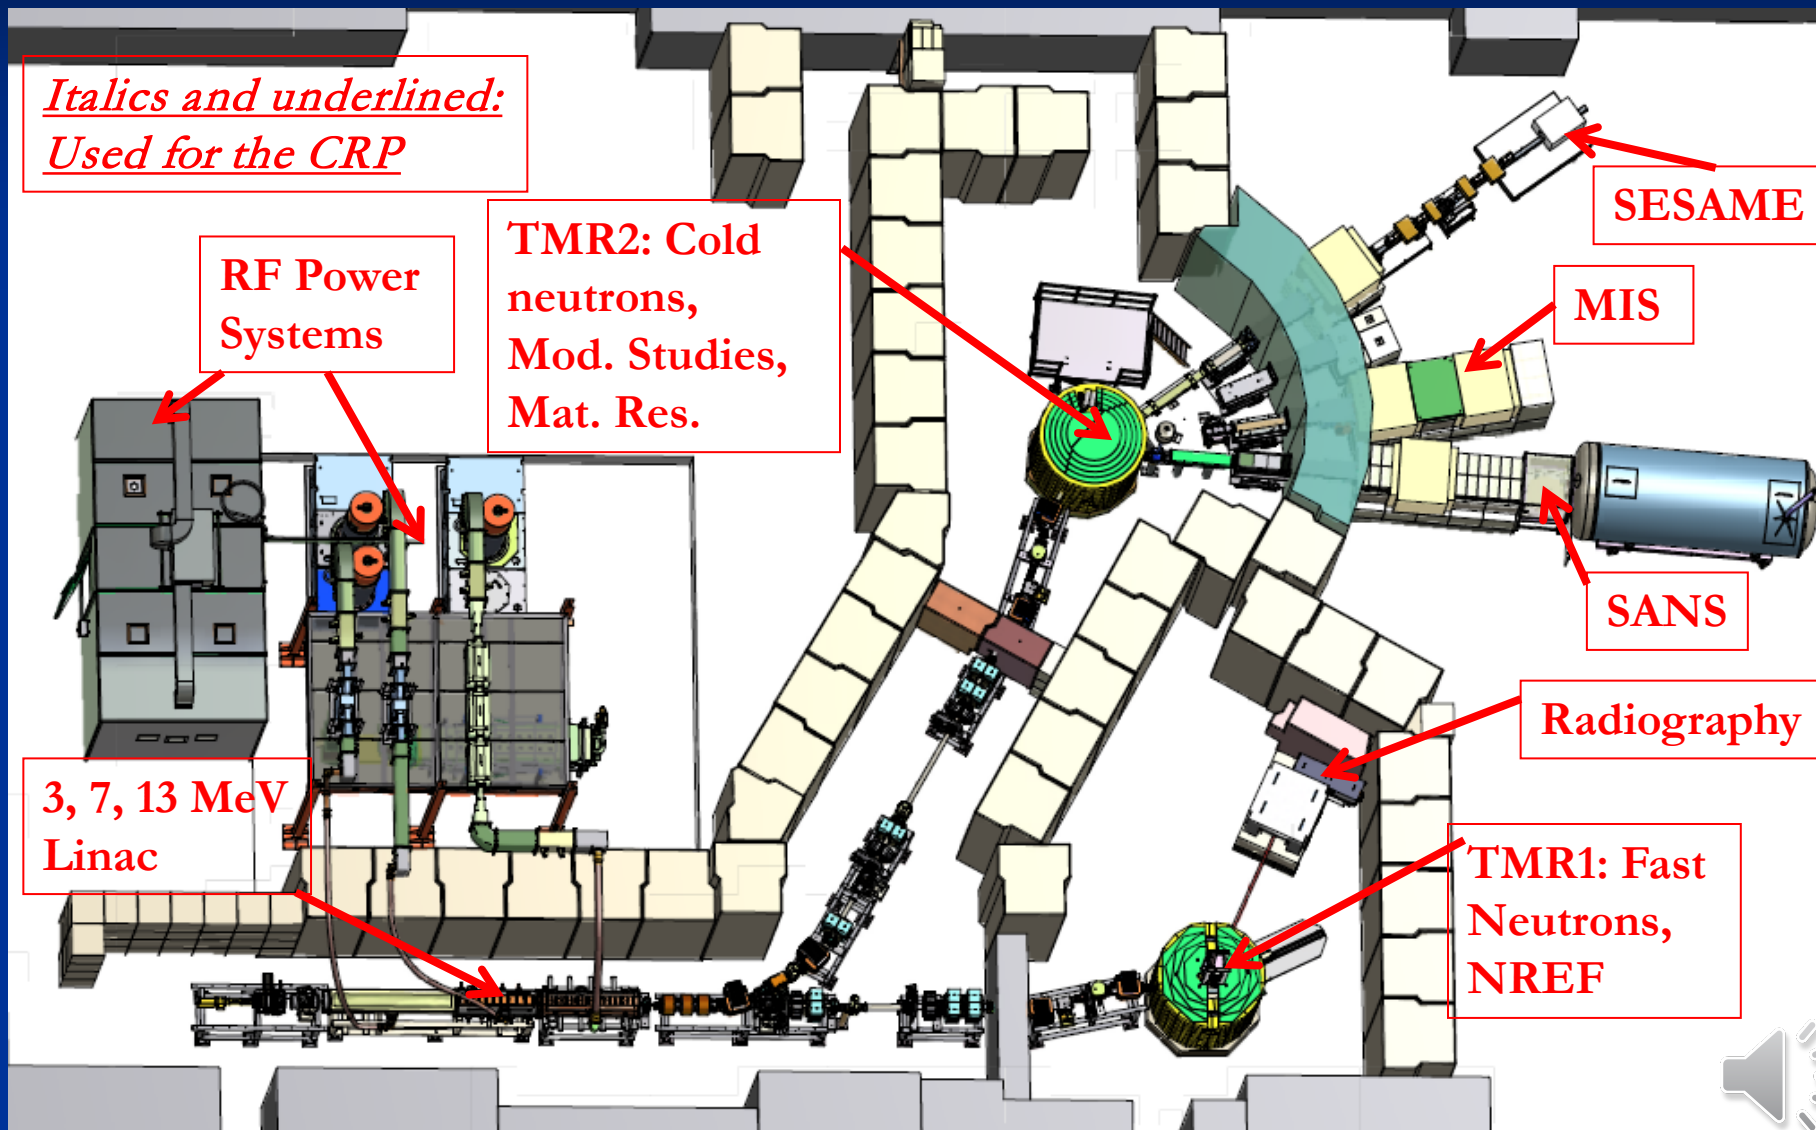 Italics and underlined:
Used for the CRP
RF Power
Systems
TMR2: Cold
neutrons,
Mod. Studies,
Mat. Res.
SESAME
MIS
SANS
Radiography
3, 7, 13 MeV
Linac
TMR1: Fast
Neutrons,
NREF